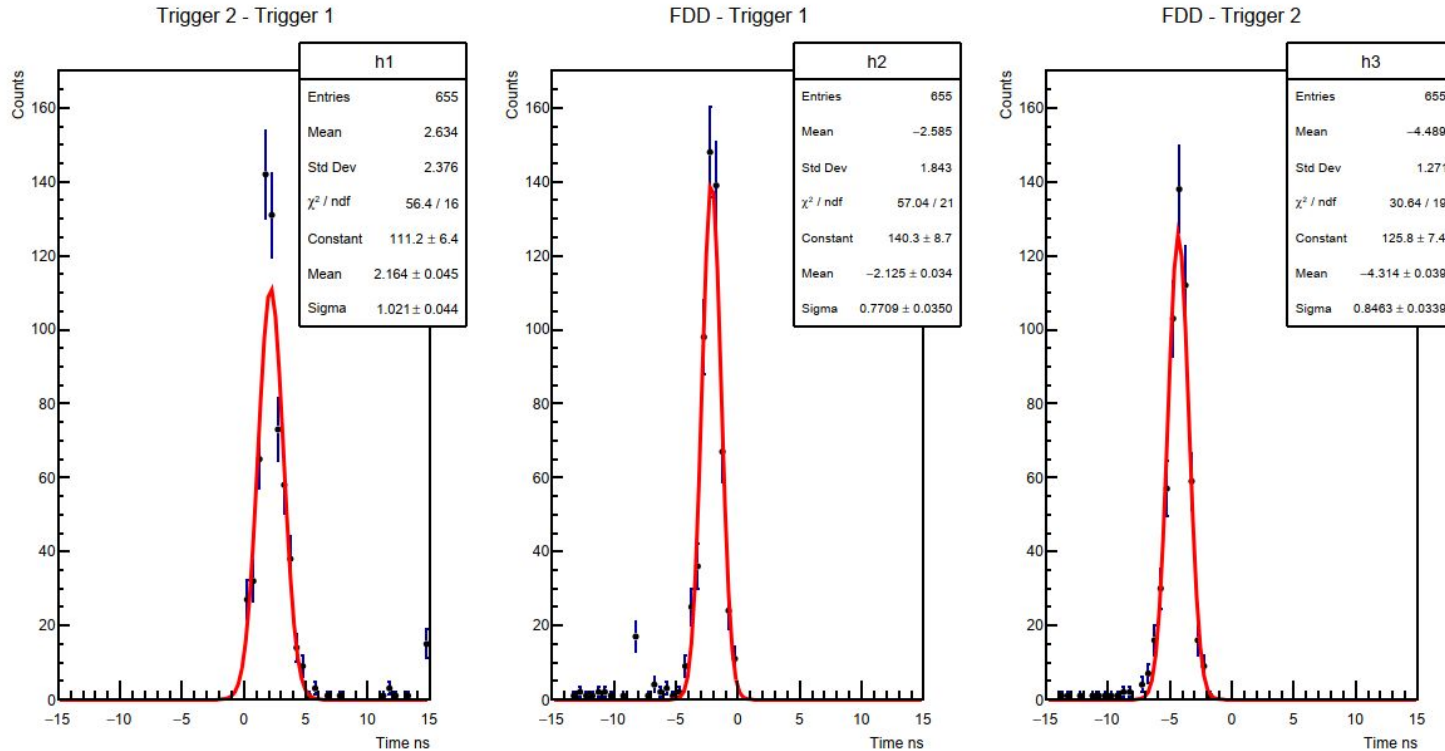 Trigger 2 - Trigger 1
h1
Entries 655
Mean 2.634
Std Dev 2.376
χ² / ndf 56.4 / 16
Constant 111.2 ± 6.4
Mean 2.164 ± 0.045
Sigma 1.021 ± 0.044
Counts
160
140
120
100
80
60
40
20
0
−15 −10 −5 0 5 10 15
Time ns
FDD - Trigger 1
h2
Entries 655
Mean −2.585
Std Dev 1.843
χ² / ndf 57.04 / 21
Constant 140.3 ± 8.7
Mean −2.125 ± 0.034
Sigma 0.7709 ± 0.0350
Counts
160
140
120
100
80
60
40
20
0
−15 −10 −5 0 5 10 15
Time ns
FDD - Trigger 2
h3
Entries 655
Mean −4.489
Std Dev 1.271
χ² / ndf 30.64 / 19
Constant 125.8 ± 7.4
Mean −4.314 ± 0.039
Sigma 0.8463 ± 0.0339
Counts
160
140
120
100
80
60
40
20
0
−15 −10 −5 0 5 10 15
Time ns